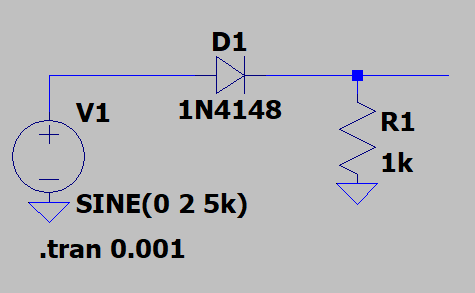 D1
1N4148
V1
R1
1k
SINE(0 2 5k)
.tran 0.001